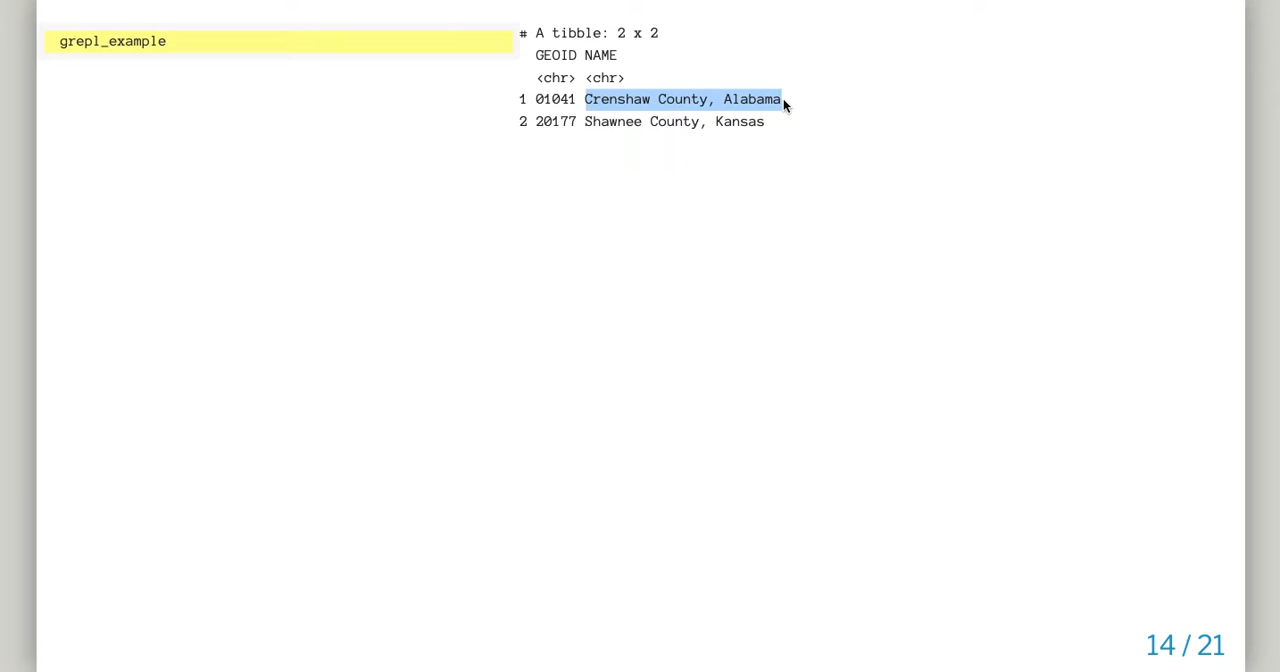 grepl_example
# A tibble: 2 x 2
GEOID NAME
<chr> <chr>
1 01041 Crenshaw County, Alabama
2 20177 Shawnee County, Kansas
14 / 21